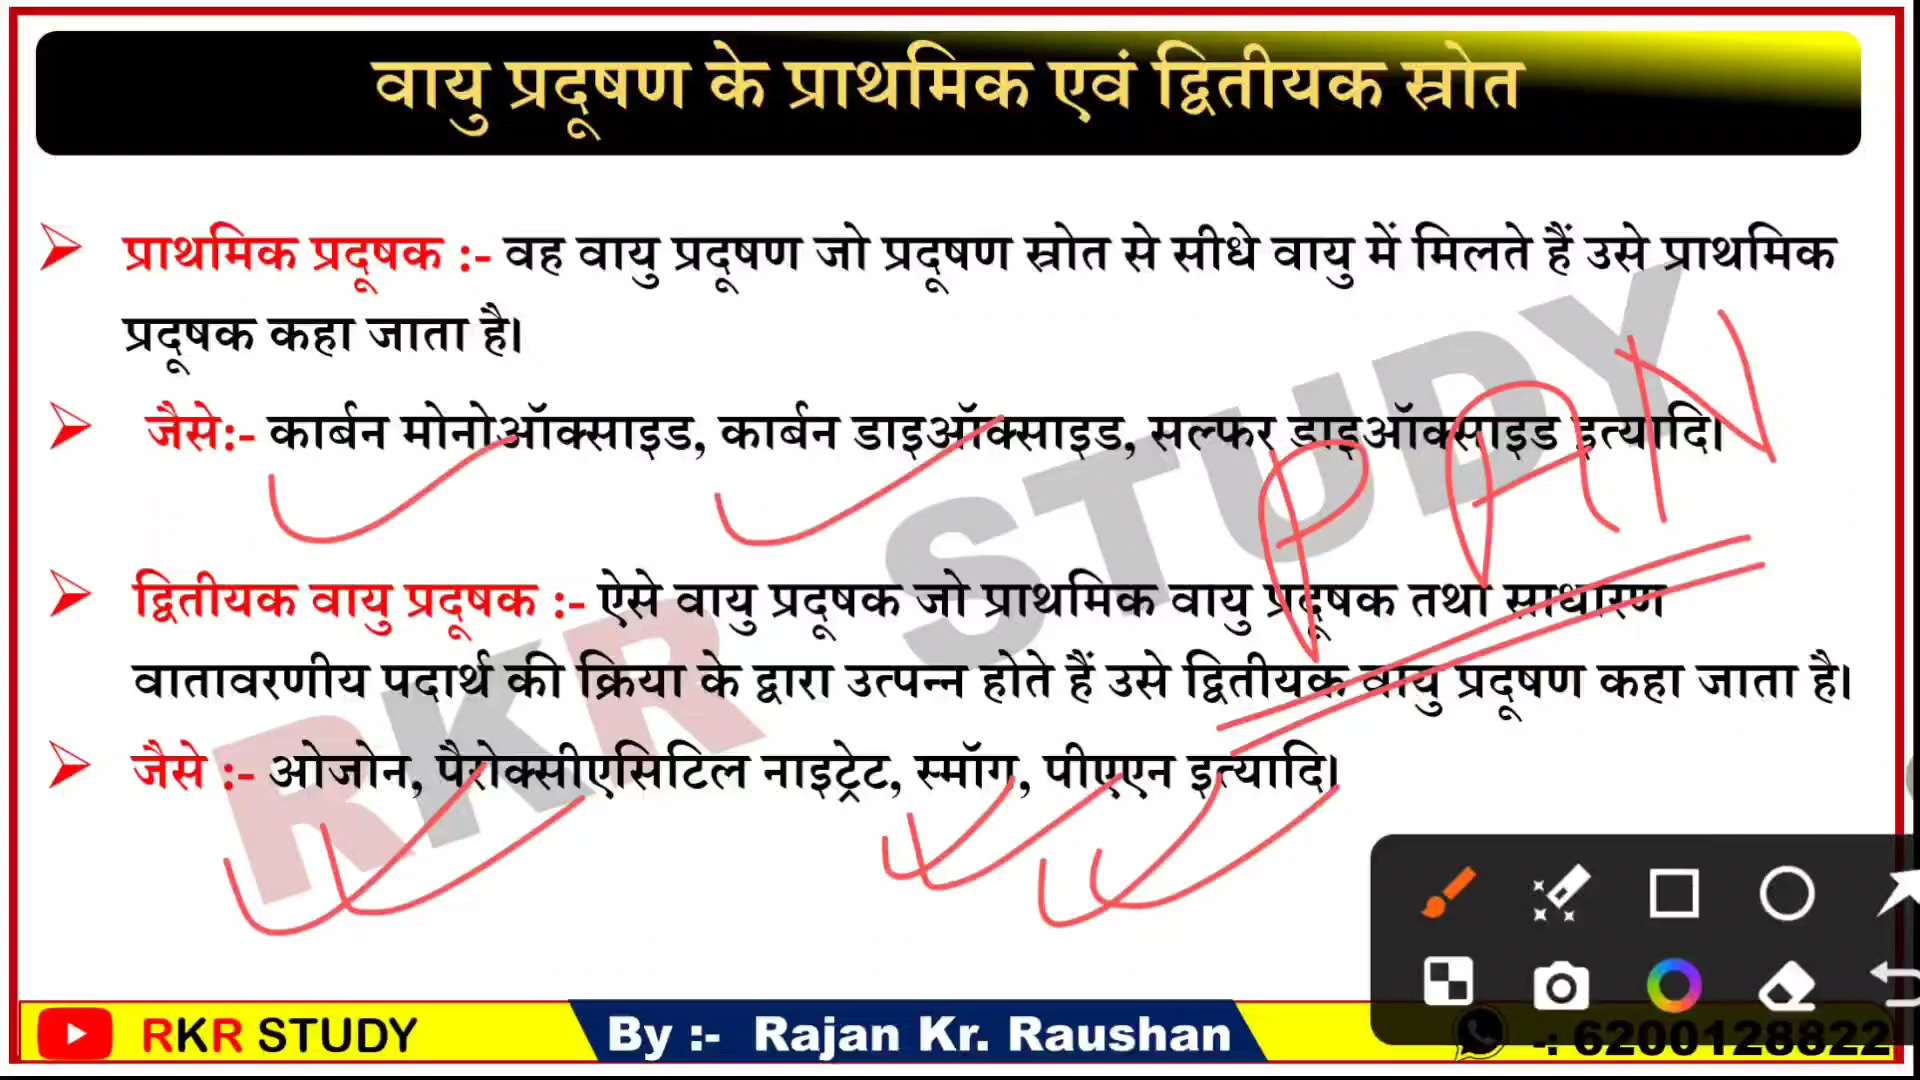 वायु प्रदूषण के प्राथमिक एवं द्वितीयक स्रोत
प्राथमिक प्रदूषक :- वह वायु प्रदूषण जो प्रदूषण स्रोत से सीधे वायु में मिलते हैं उसे प्राथमिक
प्रदूषक कहा जाता है।
जैसे:- कार्बन मोनोऑक्साइड, कार्बन डाइऑक्साइड, सल्फर डाइऑक्साइड इत्यादि।
PAN
द्वितीयक वायु प्रदूषक :- ऐसे वायु प्रदूषक जो प्राथमिक वायु प्रदूषक तथा साधारण
वातावरणीय पदार्थ की क्रिया के द्वारा उत्पन्न होते हैं उसे द्वितीयक वायु प्रदूषण कहा जाता है।
जैसे :- ओजोन, पैरोक्सीएसिटिल नाइट्रेट, स्मॉग, पीएएन इत्यादि।
RKR STUDY
RKR STUDY
By :- Rajan Kr. Raushan
-: 6200128822